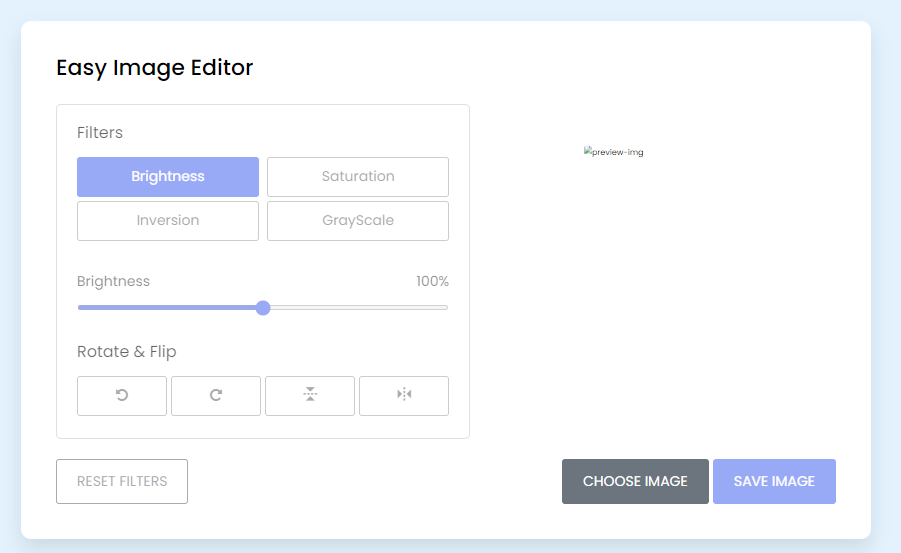 Easy Image Editor
Filters
Brightness
Saturation
Inversion
GrayScale
Brightness 100%
Rotate & Flip
RESET FILTERS
preview-img
CHOOSE IMAGE
SAVE IMAGE